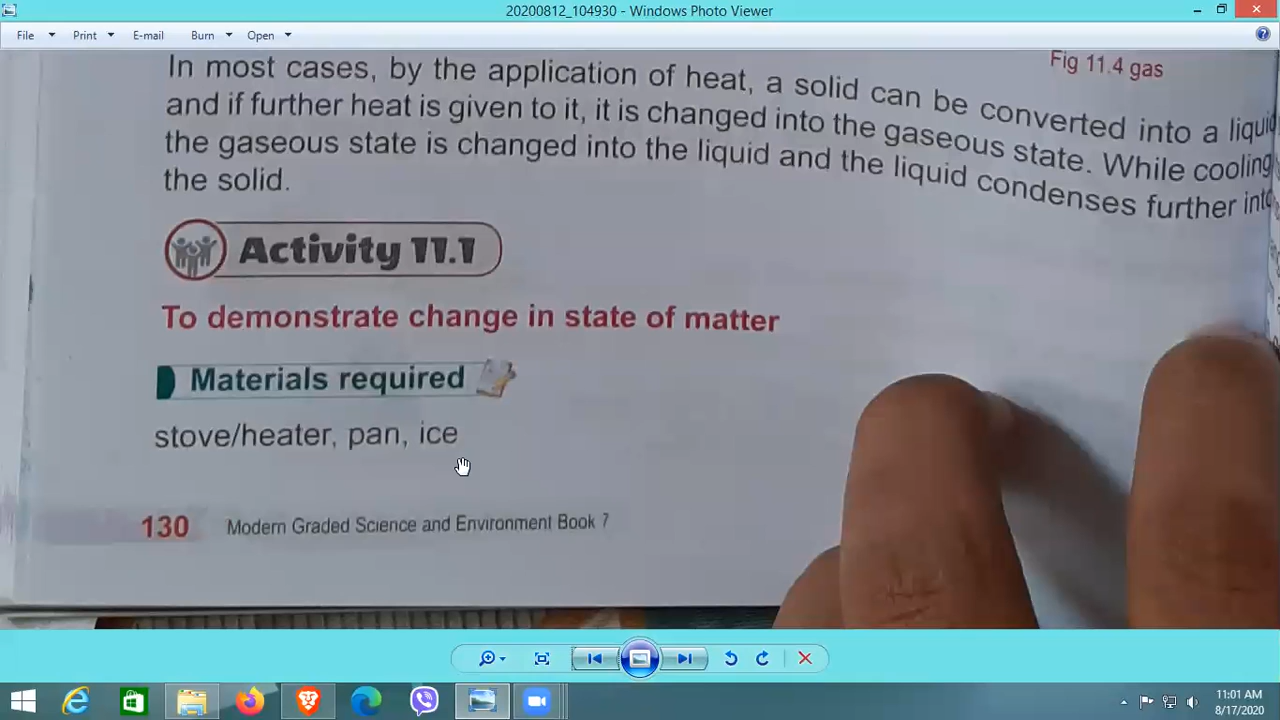 20200812_104930 - Windows Photo Viewer
File Print E-mail Burn Open
Fig 11.4 gas
In most cases, by the application of heat, a solid can be converted into a liquid
and if further heat is given to it, it is changed into the gaseous state. While cooling
the gaseous state is changed into the liquid and the liquid condenses further into
the solid.
Activity 11.1
To demonstrate change in state of matter
Materials required
stove/heater, pan, ice
130 Modern Graded Science and Environment Book 7
11:01 AM
8/17/2020